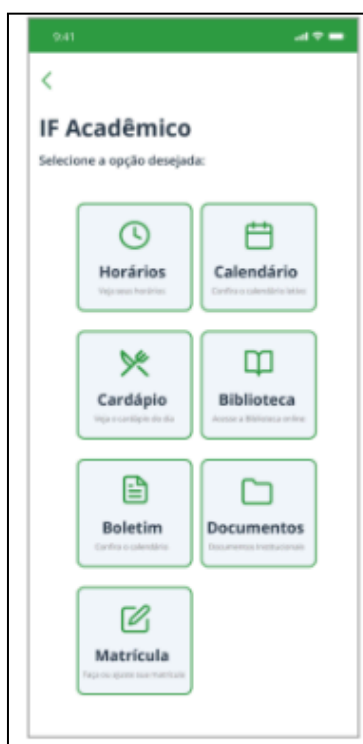 9:41
IF Acadêmico
Selecione a opção desejada:
Horários
Calendário
Veja seus horários
Confira o calendário letivo
Cardápio
Biblioteca
Veja o cardápio do dia
Acesse a Biblioteca online
Boletim
Documentos
Confira o calendário
Documentos Institucionais
Matrícula
Faça ou ajuste sua matrícula